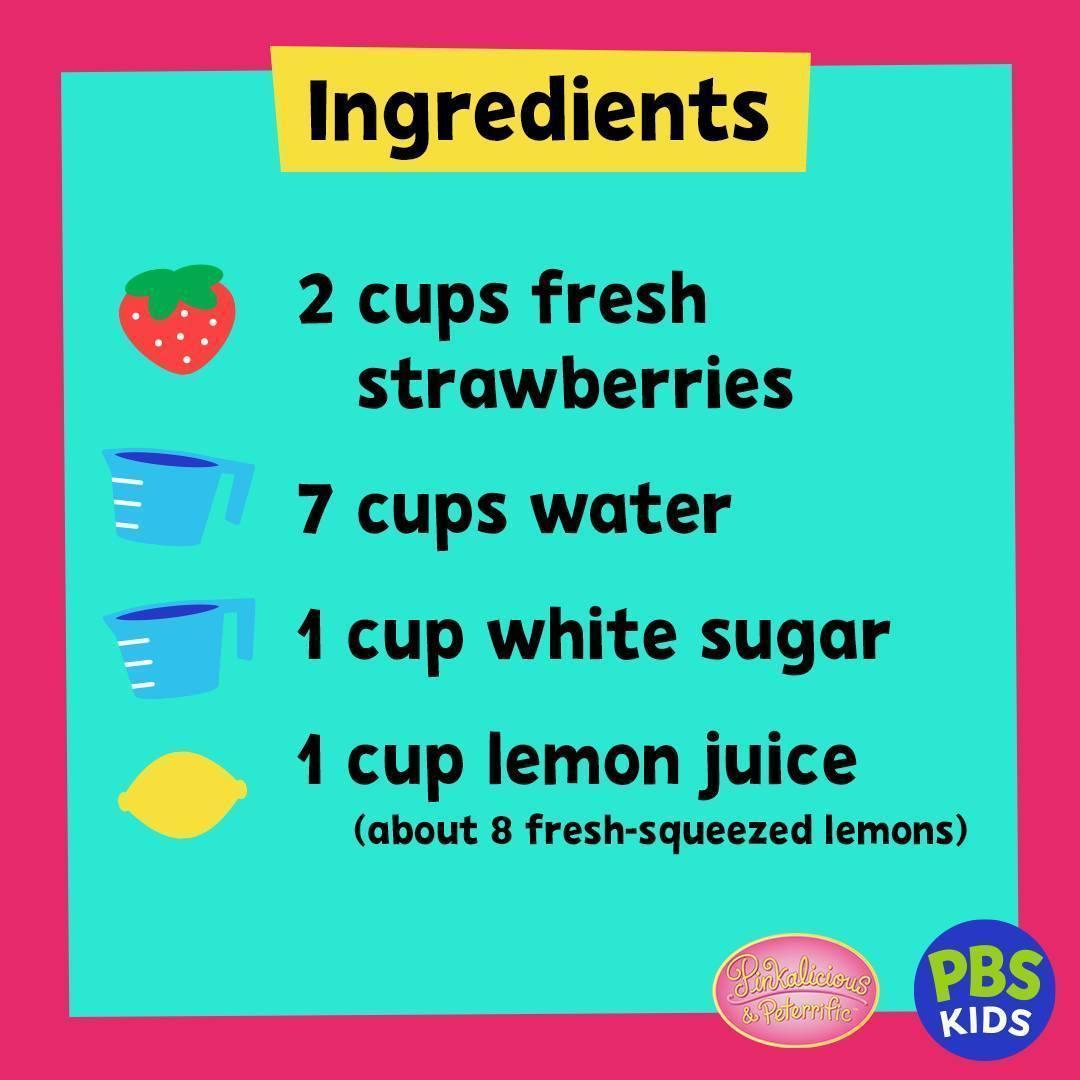 Ingredients
2 cups fresh
strawberries
7 cups water
1 cup white sugar
1 cup lemon juice
(about 8 fresh-squeezed lemons)
Pinkalicious
& Peterrific
PBS
KIDS